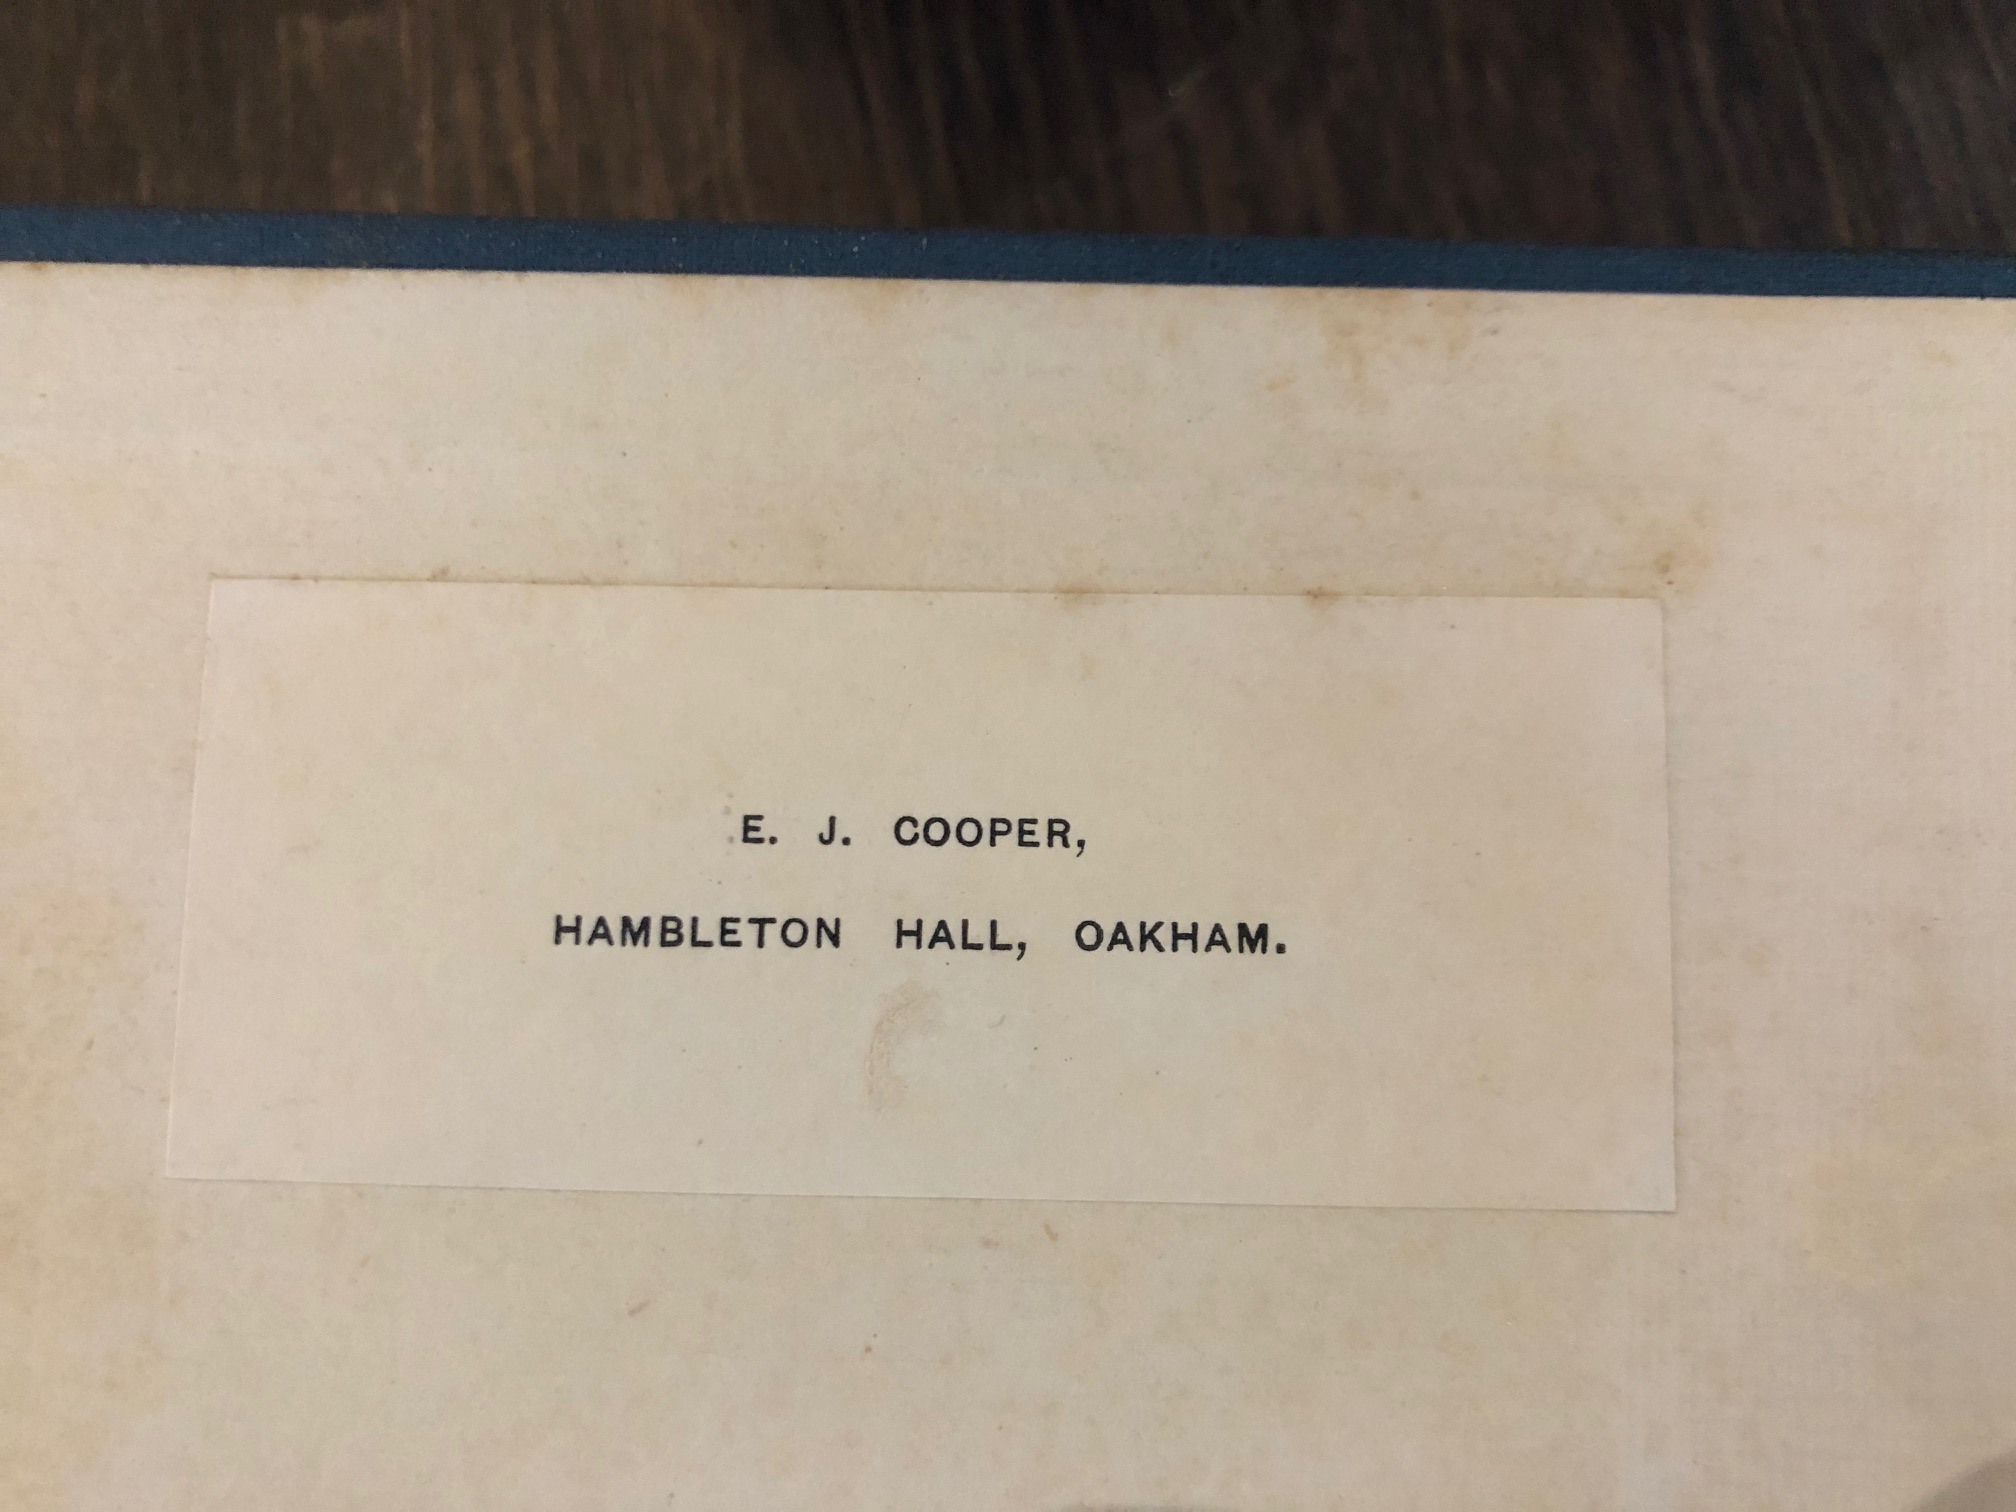 E. J. COOPER,
HAMBLETON HALL, OAKHAM.